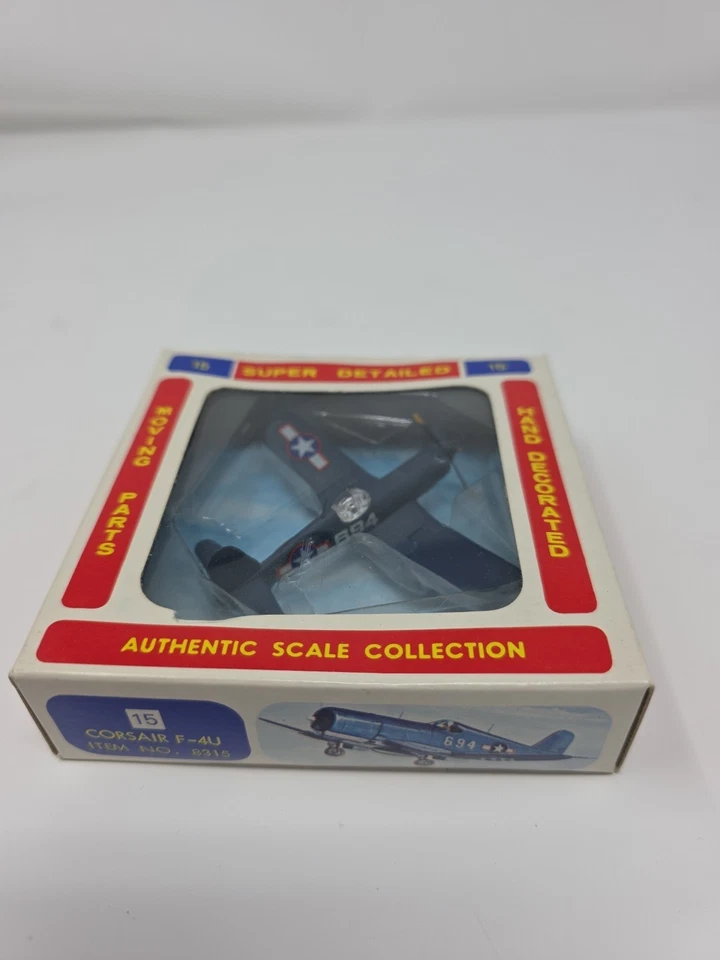 15
SUPER DETAILED
15
MOVING PARTS
HAND DECORATED
694
AUTHENTIC SCALE COLLECTION
15
CORSAIR F-4U
ITEM NO. 8315
694